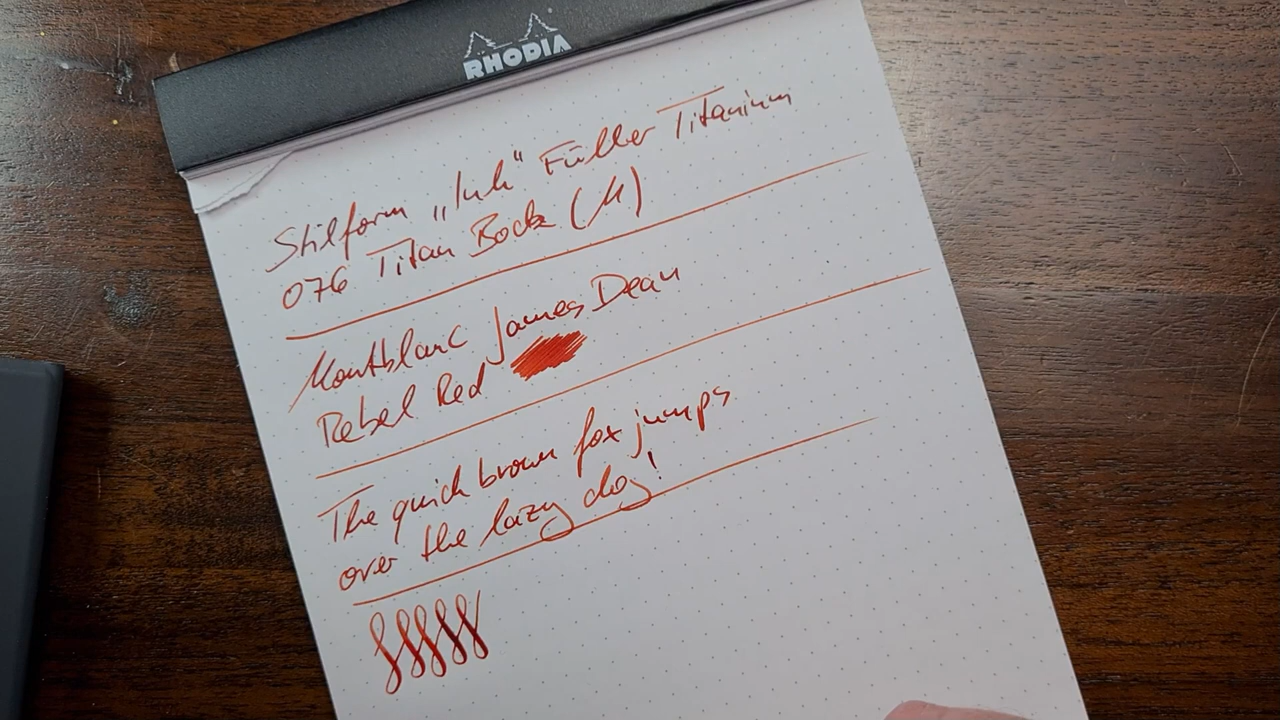 RHODIA
Stilform „Ink“ Füller Titanium
076 Titan Bock (M)
Montblanc James Dean
Rebel Red
The quick brown fox jumps
over the lazy dog!